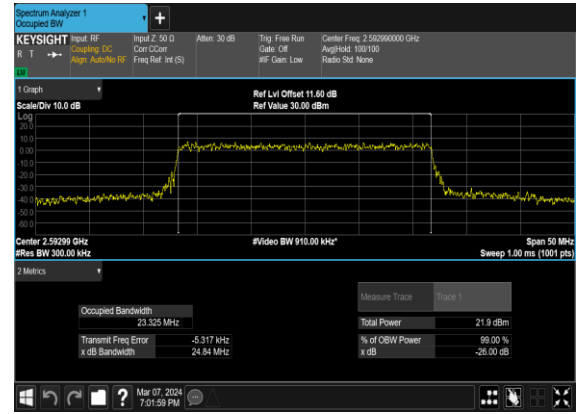 Spectrum Analyzer 1
Occupied BW
+
KEYSIGHT
R T
Input: RF
Coupling: DC
Align: Auto/No RF
Input Z: 50 Ω
Corr CCorr
Freq Ref: Int (S)
Atten: 30 dB
Trig: Free Run
Gate: Off
#IF Gain: Low
Center Freq: 2.592990000 GHz
Avg|Hold: 100/100
Radio Std: None
1 Graph
Scale/Div 10.0 dB
Ref Lvl Offset 11.60 dB
Ref Value 30.00 dBm
Log
20.0
10.0
0.00
-10.0
-20.0
-30.0
-40.0
-50.0
-60.0
Center 2.59299 GHz
#Res BW 300.00 kHz
#Video BW 910.00 kHz*
Span 50 MHz
Sweep 1.00 ms (1001 pts)
2 Metrics
Measure Trace Trace 1
Occupied Bandwidth
23.325 MHz
Total Power 21.9 dBm
Transmit Freq Error -5.317 kHz
% of OBW Power 99.00 %
x dB Bandwidth 24.84 MHz
x dB -26.00 dB
?
Mar 07, 2024
7:01:59 PM